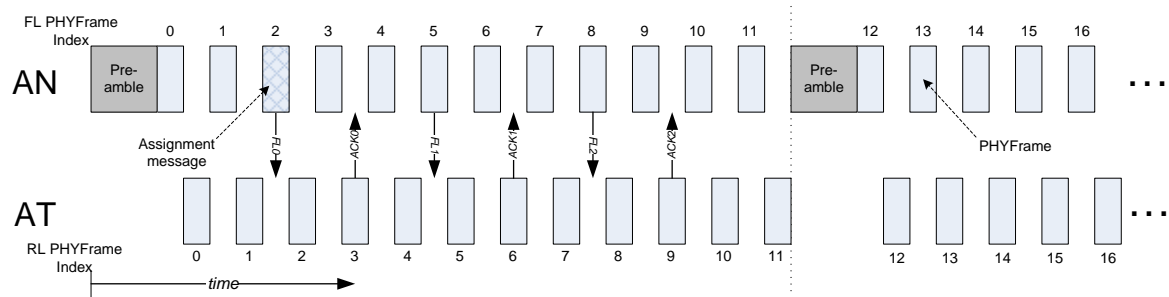 FL PHYFrame
Index
0 1 2 3 4 5 6 7 8 9 10 11 12 13 14 15 16
AN
Pre-
amble
Pre-
amble
...
Assignment
message
FL0
ACK0
FL1
ACK1
FL2
ACK2
PHYFrame
AT
...
RL PHYFrame
Index
0 1 2 3 4 5 6 7 8 9 10 11 12 13 14 15 16
time